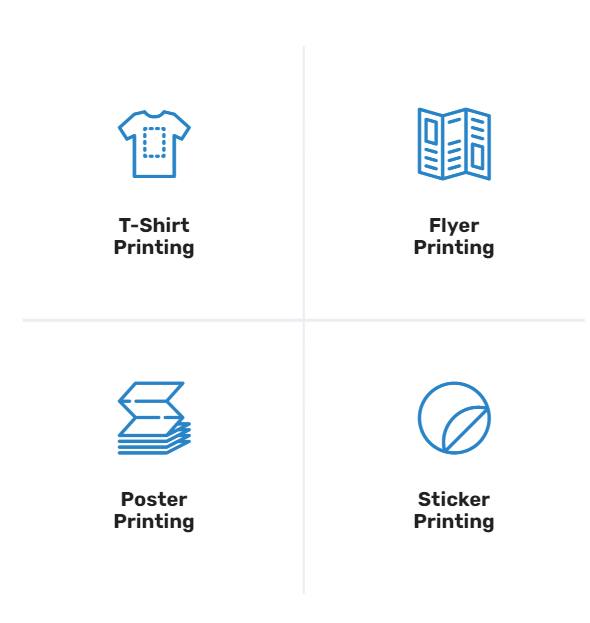 T-Shirt
Printing
Flyer
Printing
Poster
Printing
Sticker
Printing